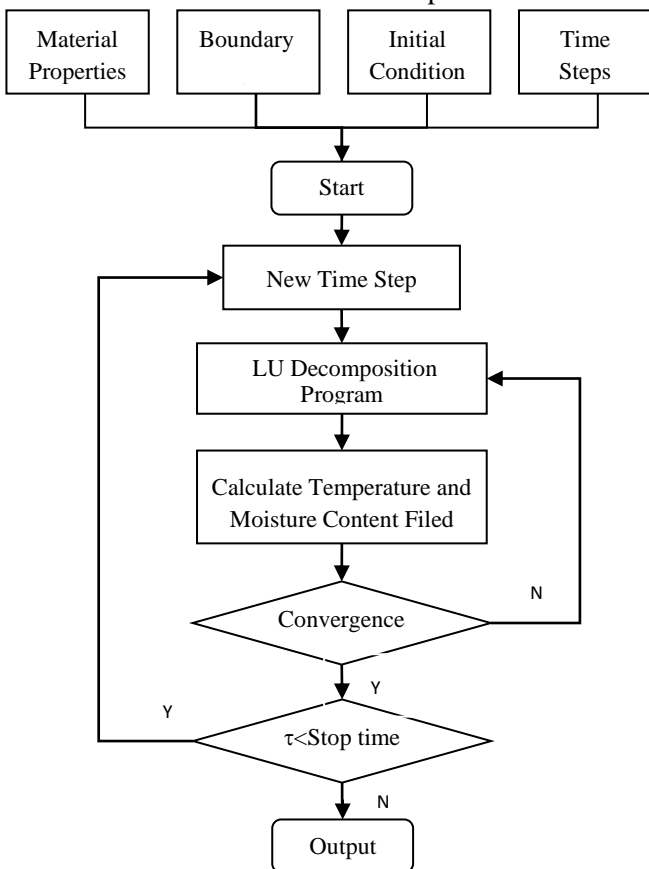 Material
Properties
Boundary
Initial
Condition
Time
Steps
Start
New Time Step
LU Decomposition
Program
Calculate Temperature and
Moisture Content Filed
Convergence
N
Y
Y
τ<Stop time
N
Output